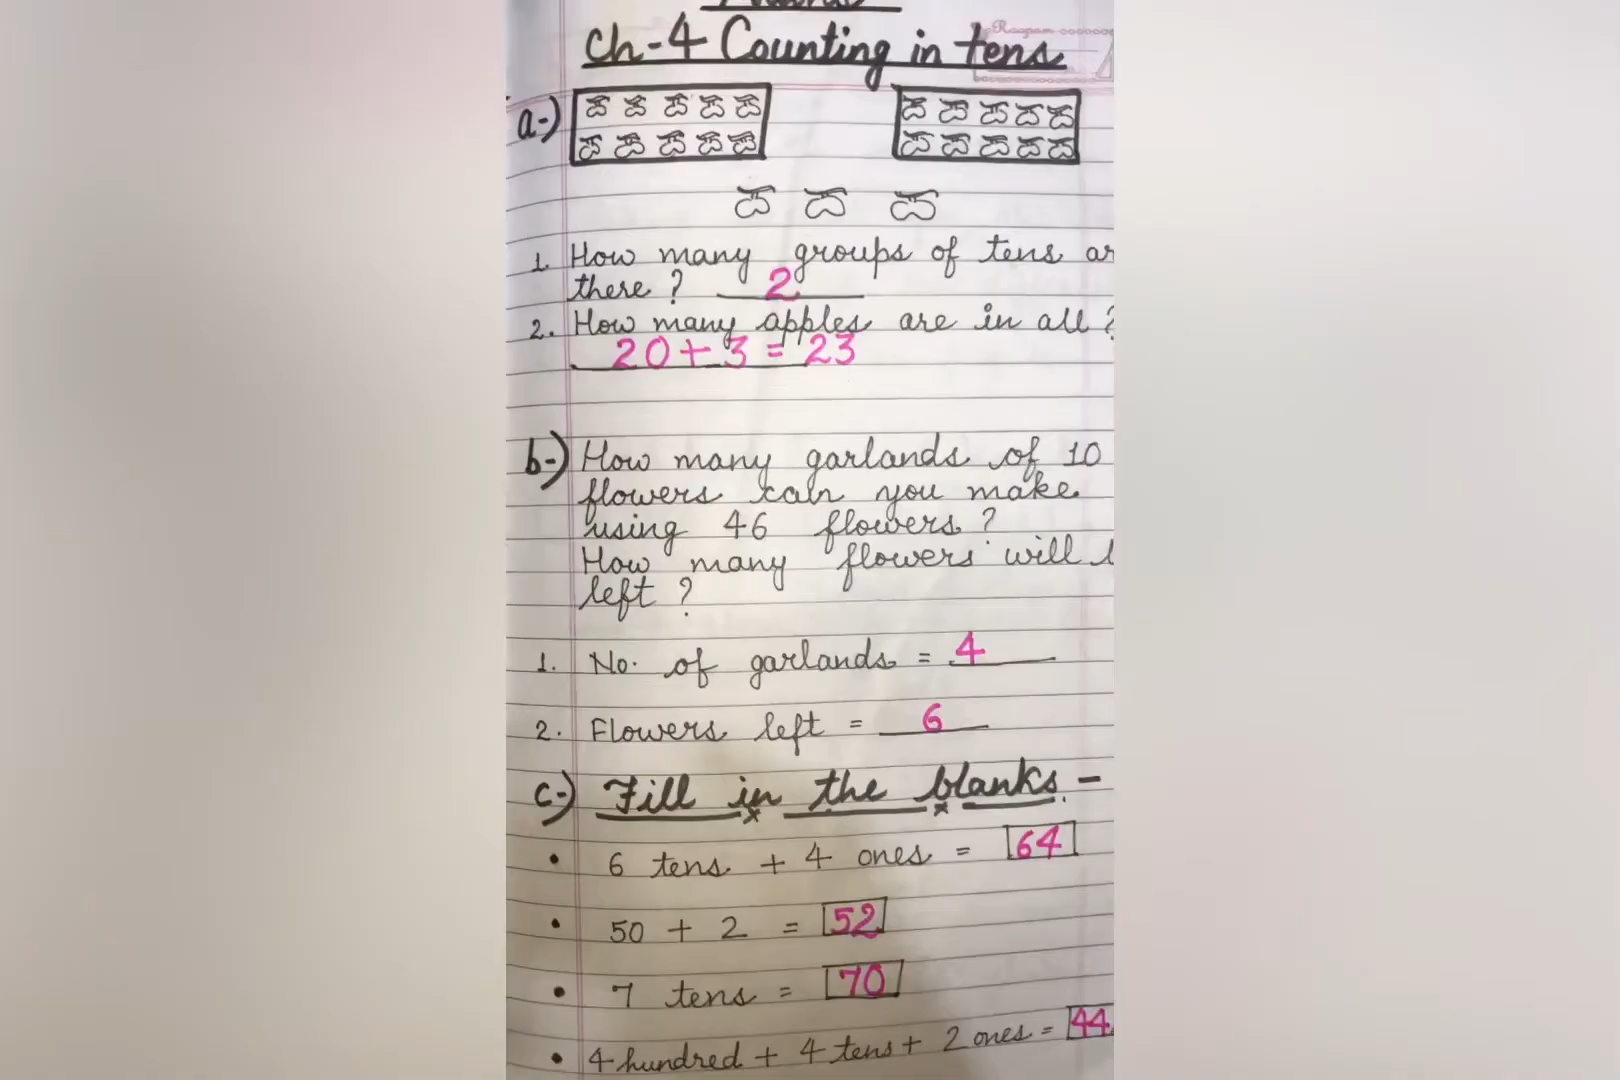 Ch-4 Counting in tens
Raapam
a-)
1. How many groups of tens ar
there ? 2
2. How many apples are in all ?
20 + 3 = 23
b-) How many garlands of 10
flowers can you make
using 46 flowers ?
How many flowers will
left ?
1. No. of garlands = 4
2. Flowers left = 6
c-) Fill in the blanks -
• 6 tens + 4 ones = 64
• 50 + 2 = 52
• 7 tens = 70
• 4 hundred + 4 tens + 2 ones = 44